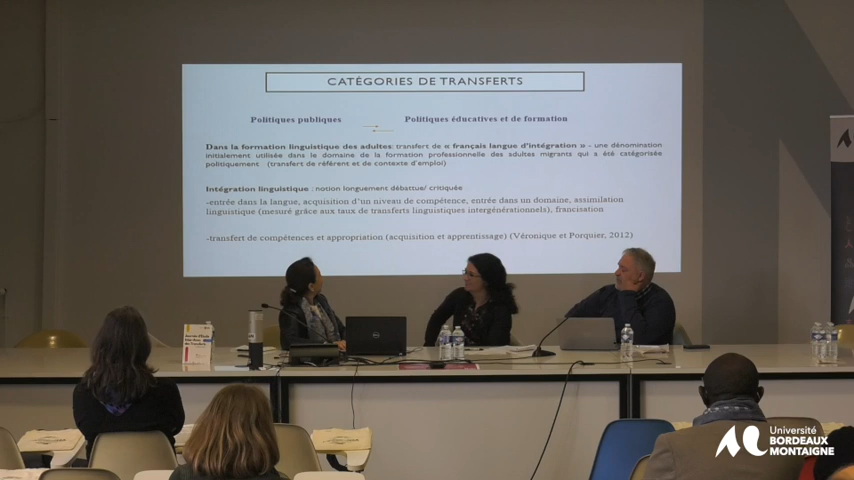 CATÉGORIES DE TRANSFERTS
Politiques publiques
Politiques éducatives et de formation
Dans la formation linguistique des adultes: transfert de « français langue d'intégration » - une dénomination
initialement utilisée dans le domaine de la formation professionnelle des adultes migrants qui a été catégorisée
politiquement (transfert de référent et de contexte d'emploi)
Intégration linguistique : notion longuement débattue/ critiquée
-entrée dans la langue, acquisition d'un niveau de compétence, entrée dans un domaine, assimilation
linguistique (mesuré grâce aux taux de transferts linguistiques intergénérationnels), francisation
-transfert de compétences et appropriation (acquisition et apprentissage) (Véronique et Porquier, 2012)
DELL
Université
BORDEAUX
MONTAIGNE